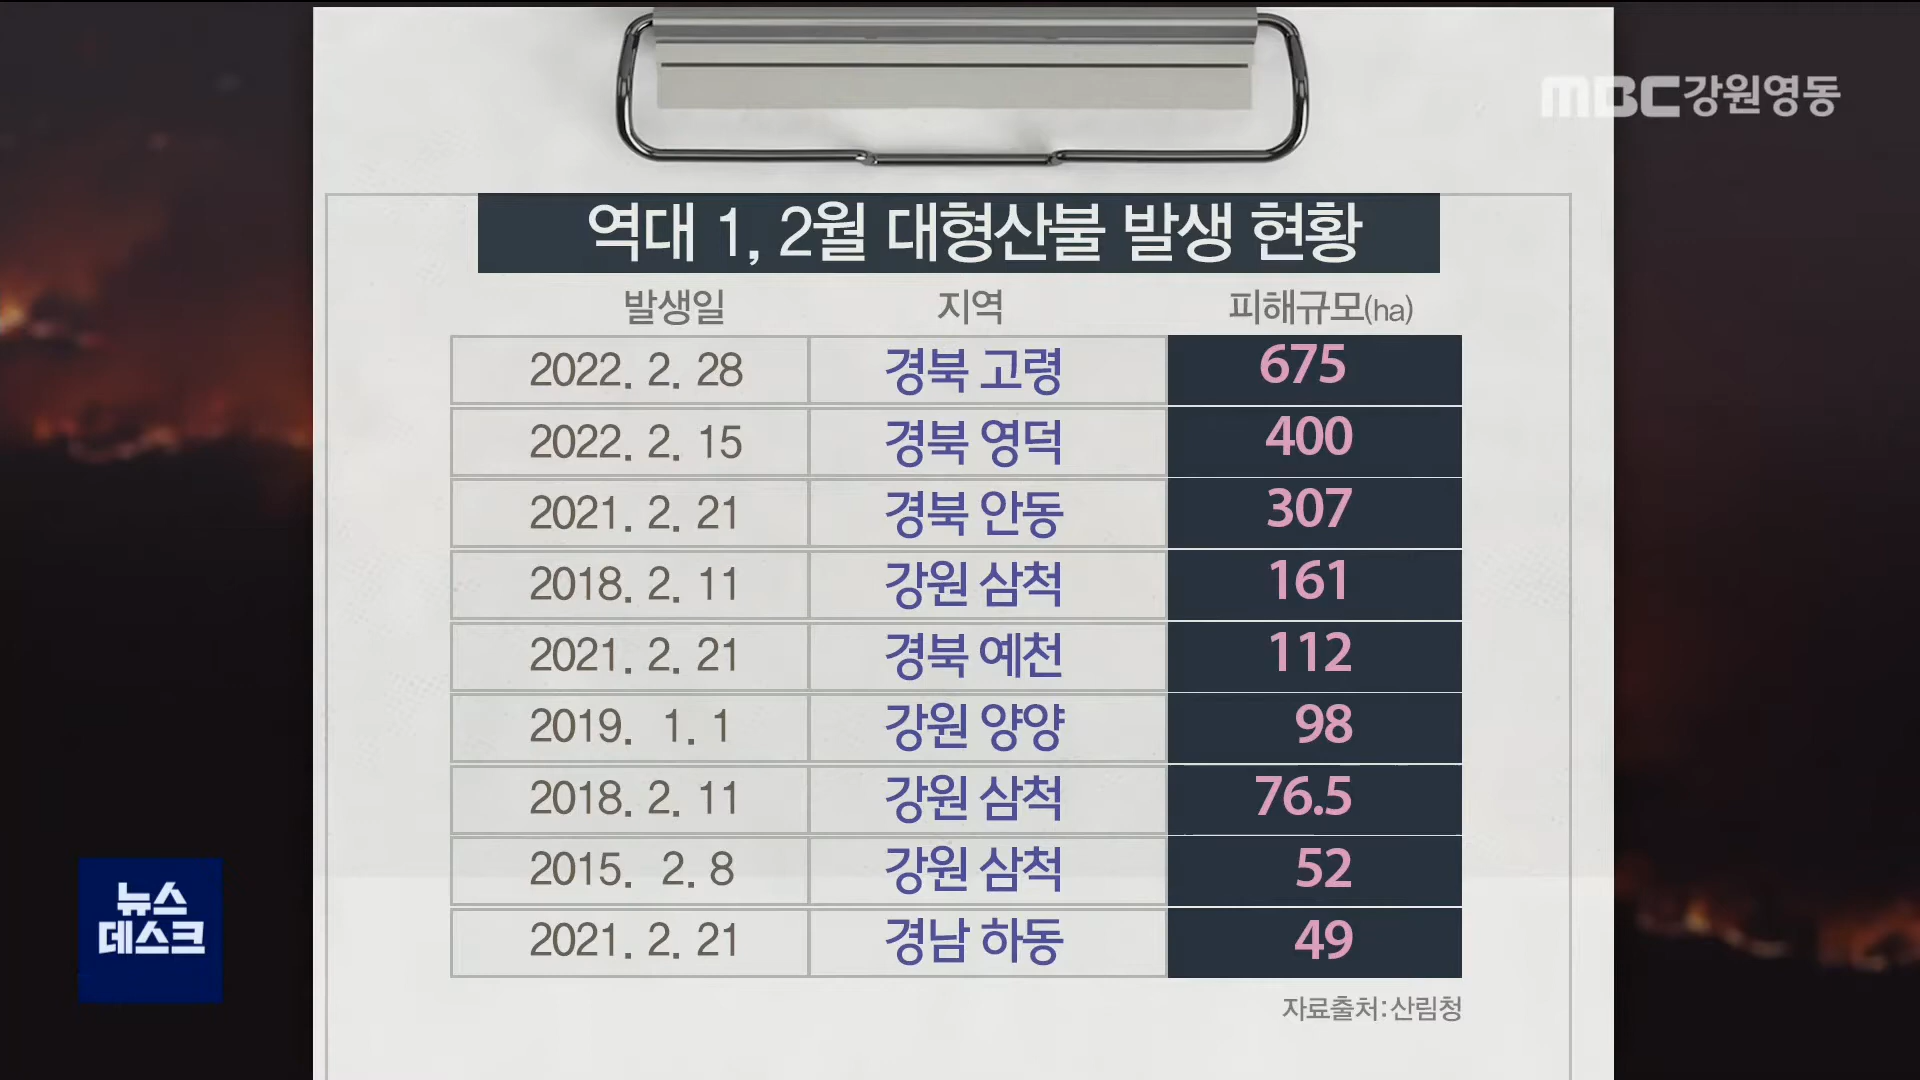 MBC강원영동
역대 1, 2월 대형산불 발생 현황
발생일 지역 피해규모(ha)
2022. 2. 28 경북 고령 675
2022. 2. 15 경북 영덕 400
2021. 2. 21 경북 안동 307
2018. 2. 11 강원 삼척 161
2021. 2. 21 경북 예천 112
2019. 1. 1 강원 양양 98
2018. 2. 11 강원 삼척 76.5
2015. 2. 8 강원 삼척 52
2021. 2. 21 경남 하동 49
자료출처:산림청
뉴스
데스크